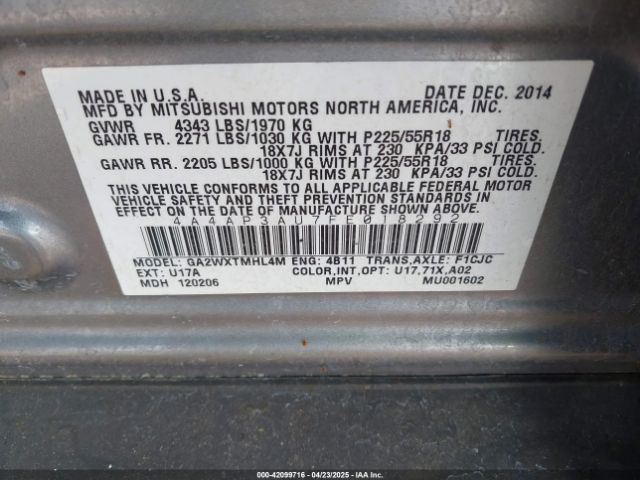 MADE IN U.S.A. DATE DEC. 2014
MFD BY MITSUBISHI MOTORS NORTH AMERICA, INC.
GVWR 4343 LBS/1970 KG
GAWR FR. 2271 LBS/1030 KG WITH P225/55R18 TIRES.
18X7J RIMS AT 230 KPA/33 PSI COLD.
GAWR RR. 2205 LBS/1000 KG WITH P225/55R18 TIRES.
18X7J RIMS AT 230 KPA/33 PSI COLD.
THIS VEHICLE CONFORMS TO ALL APPLICABLE FEDERAL MOTOR
VEHICLE SAFETY AND THEFT PREVENTION STANDARDS IN
EFFECT ON THE DATE OF MANUFACTURE SHOWN ABOVE.
4A4AP3AU7FE018292
MODEL: GA2WXTMHL4M ENG: 4B11 TRANS,AXLE: F1CJC
EXT: U17A COLOR,INT,OPT: U17,71X,A02
MDH 120206 MPV MU001602
000-42099716 - 04/23/2025 - IAAI.COM